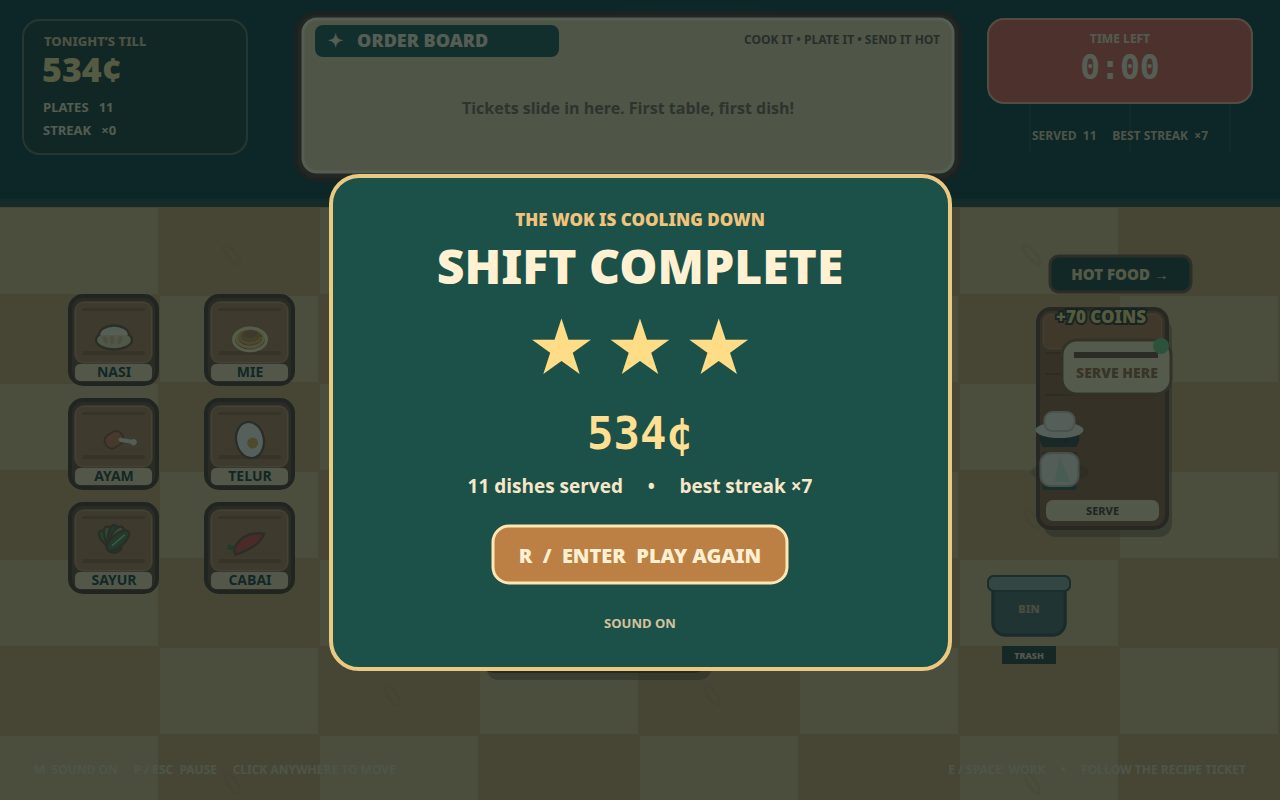 TONIGHT'S TILL
534¢
PLATES 11
STREAK ×0
ORDER BOARD
COOK IT • PLATE IT • SEND IT HOT
Tickets slide in here. First table, first dish!
TIME LEFT
0:00
SERVED 11 BEST STREAK ×7
THE WOK IS COOLING DOWN
SHIFT COMPLETE
534¢
11 dishes served • best streak ×7
R / ENTER PLAY AGAIN
SOUND ON
NASI
MIE
AYAM
TELUR
SAYUR
CABAI
HOT FOOD →
+70 COINS
SERVE HERE
SERVE
BIN
TRASH
M SOUND ON P / ESC PAUSE CLICK ANYWHERE TO MOVE
E / SPACE WORK • FOLLOW THE RECIPE TICKET